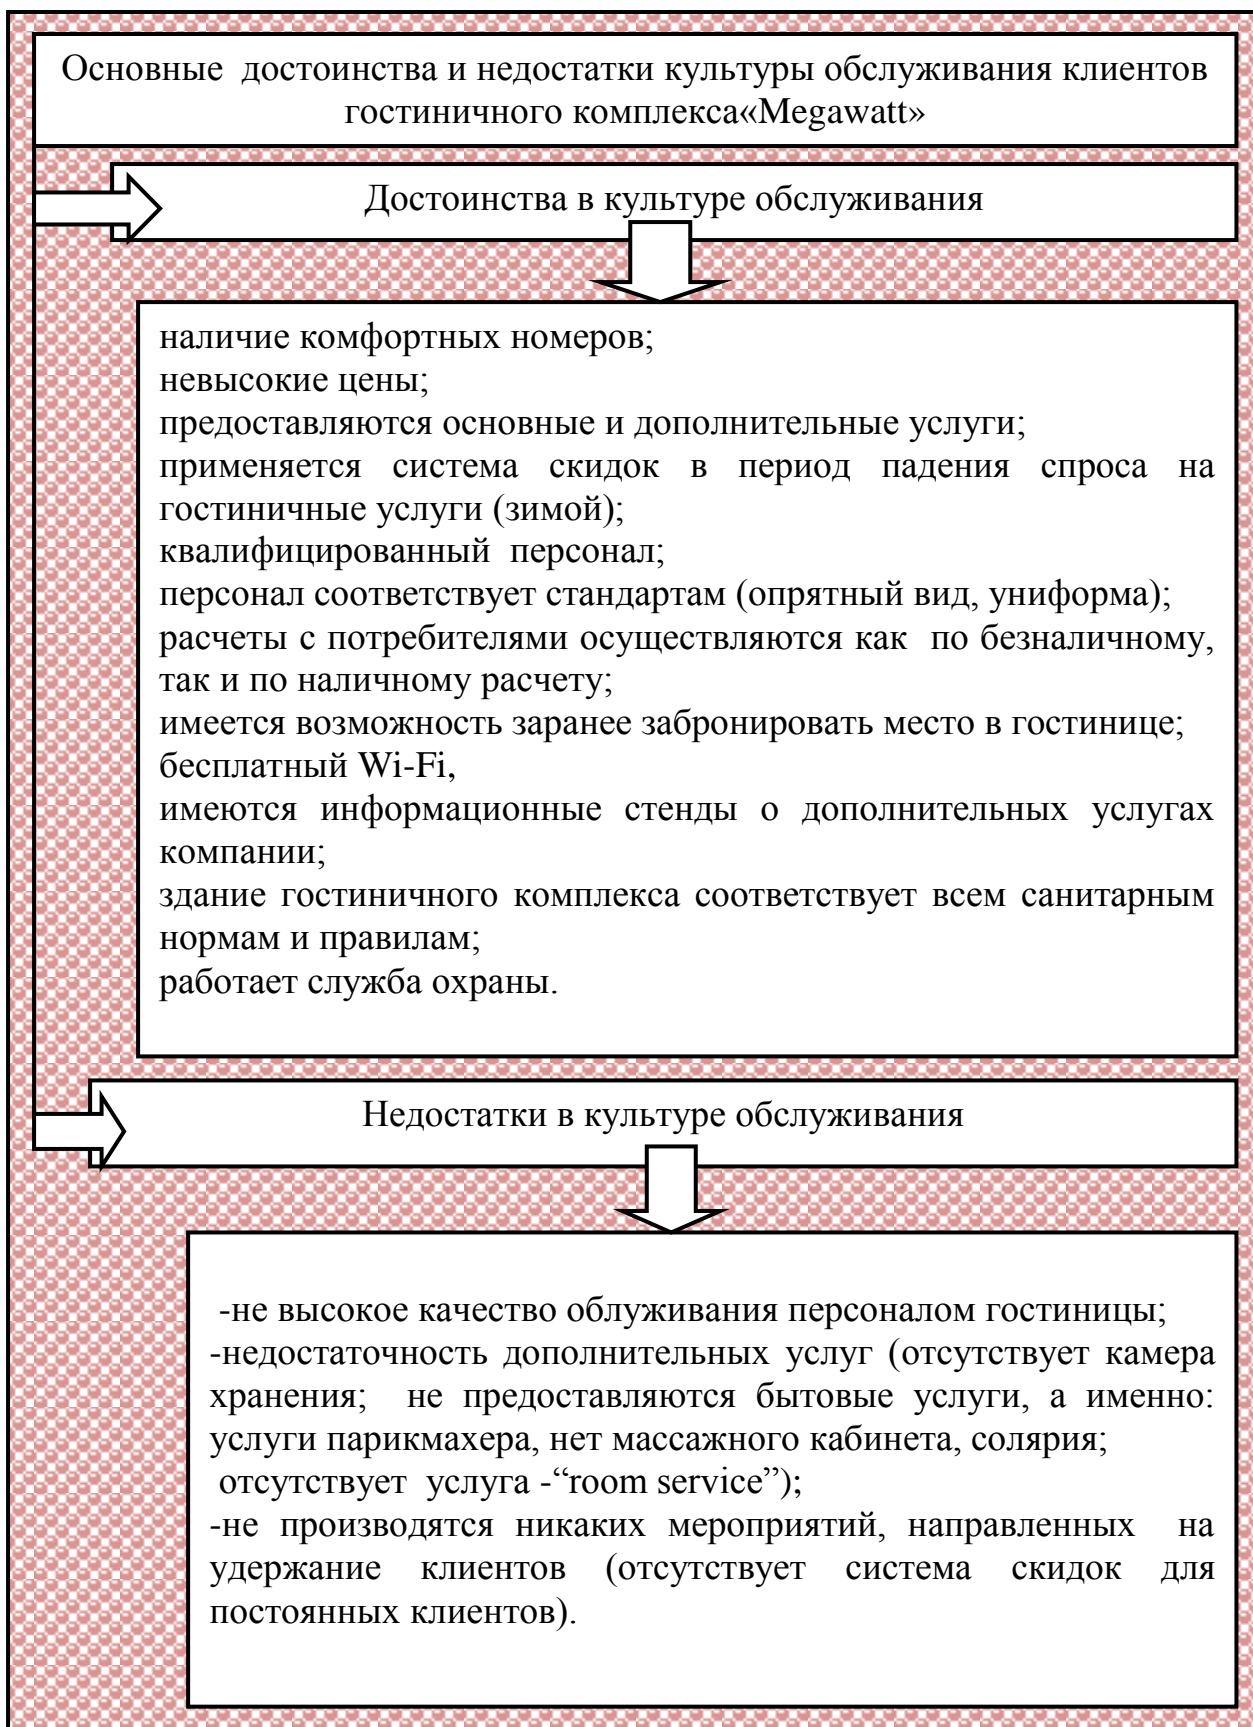 Основные достоинства и недостатки культуры обслуживания клиентов
гостиничного комплекса«Megawatt»
Достоинства в культуре обслуживания
наличие комфортных номеров;
невысокие цены;
предоставляются основные и дополнительные услуги;
применяется система скидок в период падения спроса на
гостиничные услуги (зимой);
квалифицированный персонал;
персонал соответствует стандартам (опрятный вид, униформа);
расчеты с потребителями осуществляются как по безналичному,
так и по наличному расчету;
имеется возможность заранее забронировать место в гостинице;
бесплатный Wi-Fi,
имеются информационные стенды о дополнительных услугах
компании;
здание гостиничного комплекса соответствует всем санитарным
нормам и правилам;
работает служба охраны.
Недостатки в культуре обслуживания
-не высокое качество облуживания персоналом гостиницы;
-недостаточность дополнительных услуг (отсутствует камера
хранения; не предоставляются бытовые услуги, а именно:
услуги парикмахера, нет массажного кабинета, солярия;
отсутствует услуга -“room service”);
-не производятся никаких мероприятий, направленных на
удержание клиентов (отсутствует система скидок для
постоянных клиентов).